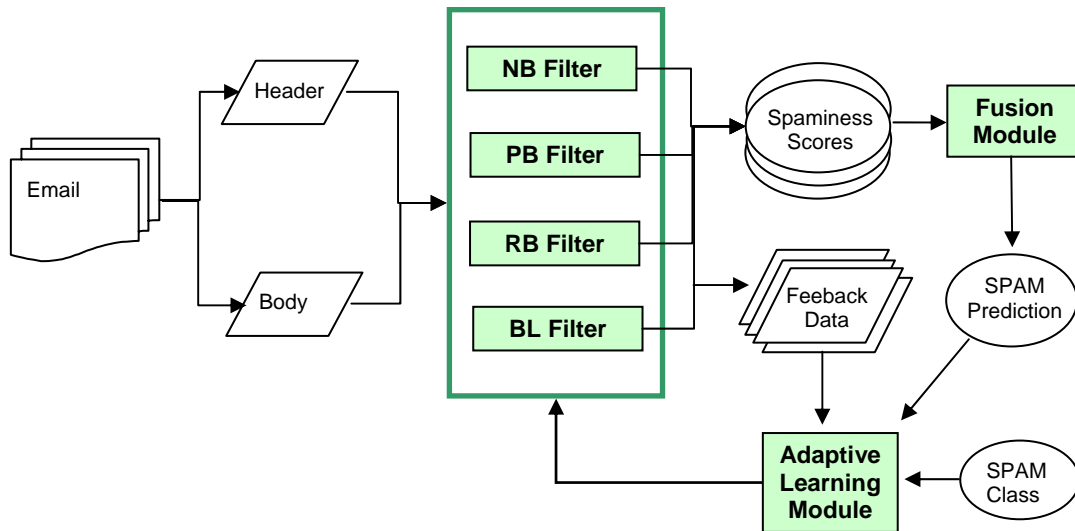 Email
Header
Body
NB Filter
PB Filter
RB Filter
BL Filter
Spaminess
Scores
Feeback
Data
Fusion
Module
SPAM
Prediction
Adaptive
Learning
Module
SPAM
Class